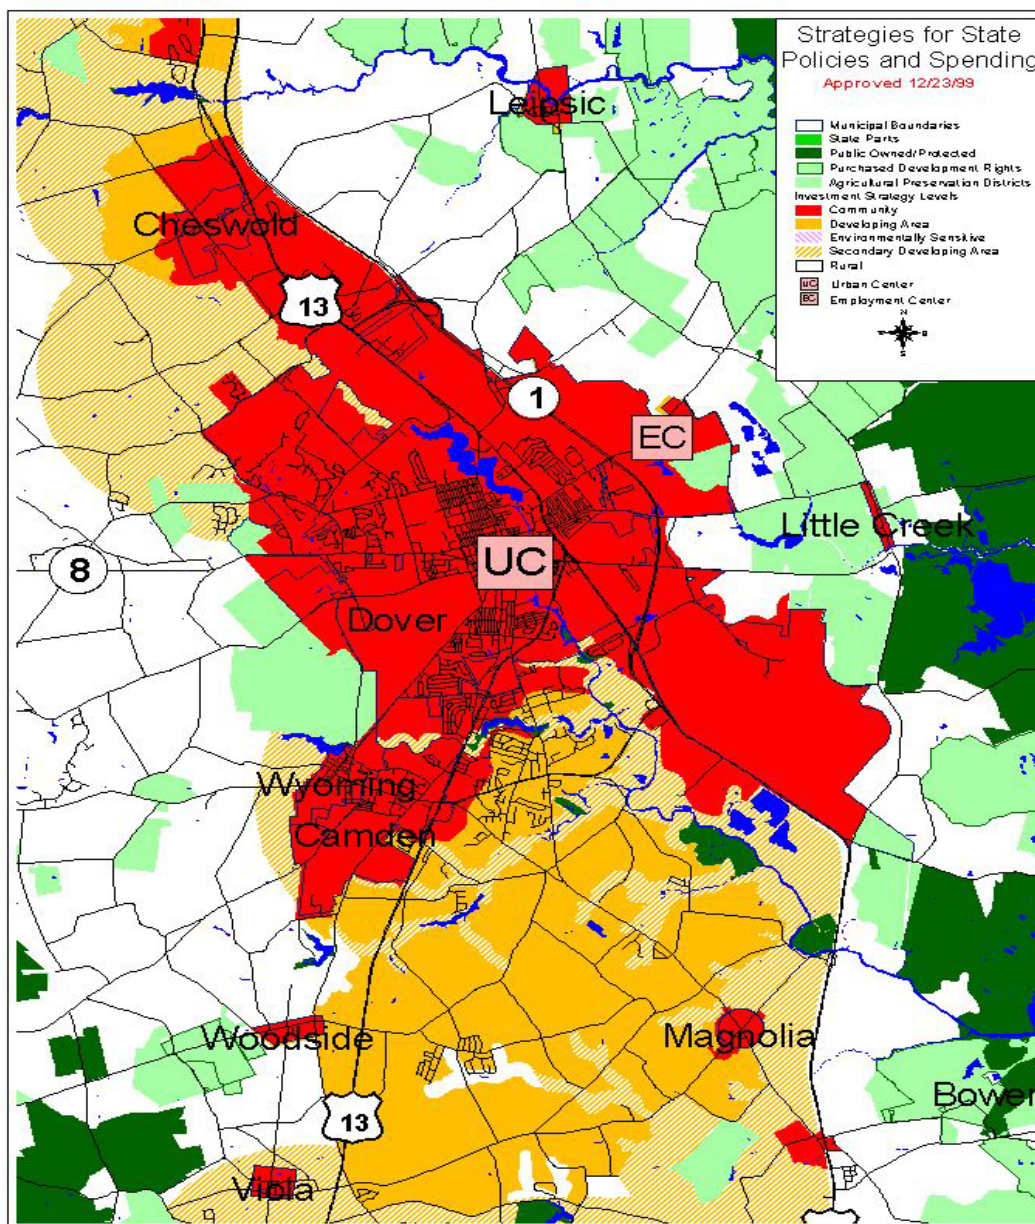 Strategies for State
Policies and Spending
Approved 12/23/99
Municipal Boundaries
State Parks
Public Owned/Protected
Purchased Development Rights
Agricultural Preservation Districts
Investment Strategy Levels
Community
Developing Area
Environmentally Sensitive
Secondary Developing Area
Rural
UC Urban Center
EC Employment Center
N
E
S
Leipsic
Cheswold
13
1
EC
Little Creek
8
UC
Dover
Wyoming
Camden
Woodside
Magnolia
Bower
13
Viola